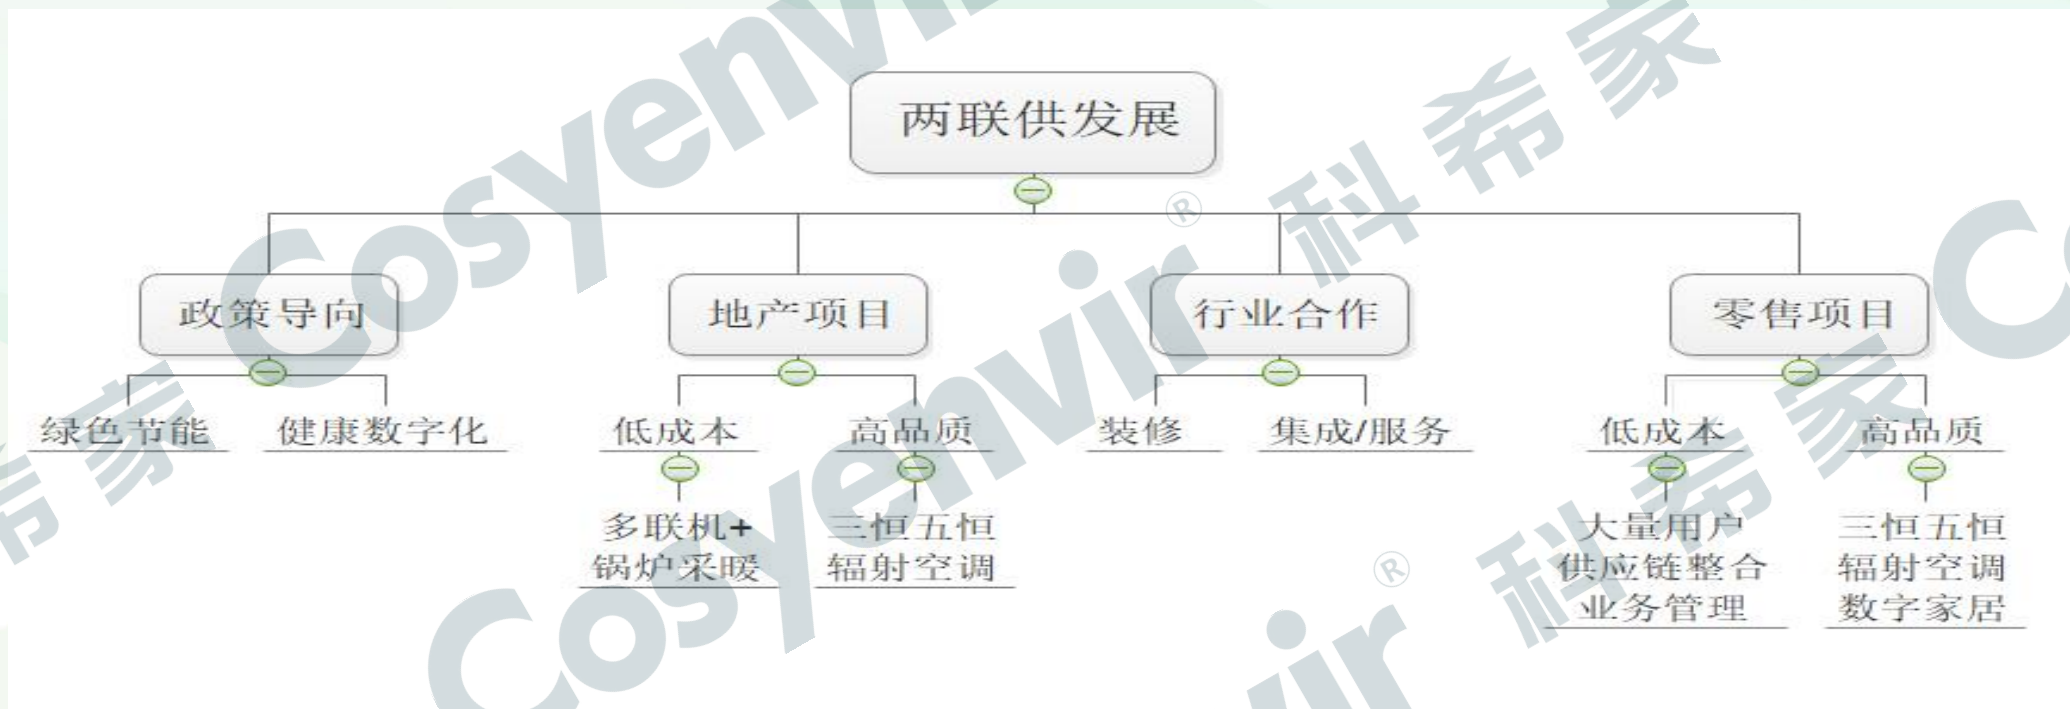 两联供发展
政策导向
地产项目
行业合作
零售项目
绿色节能
健康数字化
低成本
高品质
装修
集成/服务
低成本
高品质
多联机+
锅炉采暖
三恒五恒
辐射空调
大量用户
供应链整合
业务管理
三恒五恒
辐射空调
数字家居
Cosyenvir
Cosyenvir® 科希家
Cosyenvir
® 科希家
希家
Co
ir